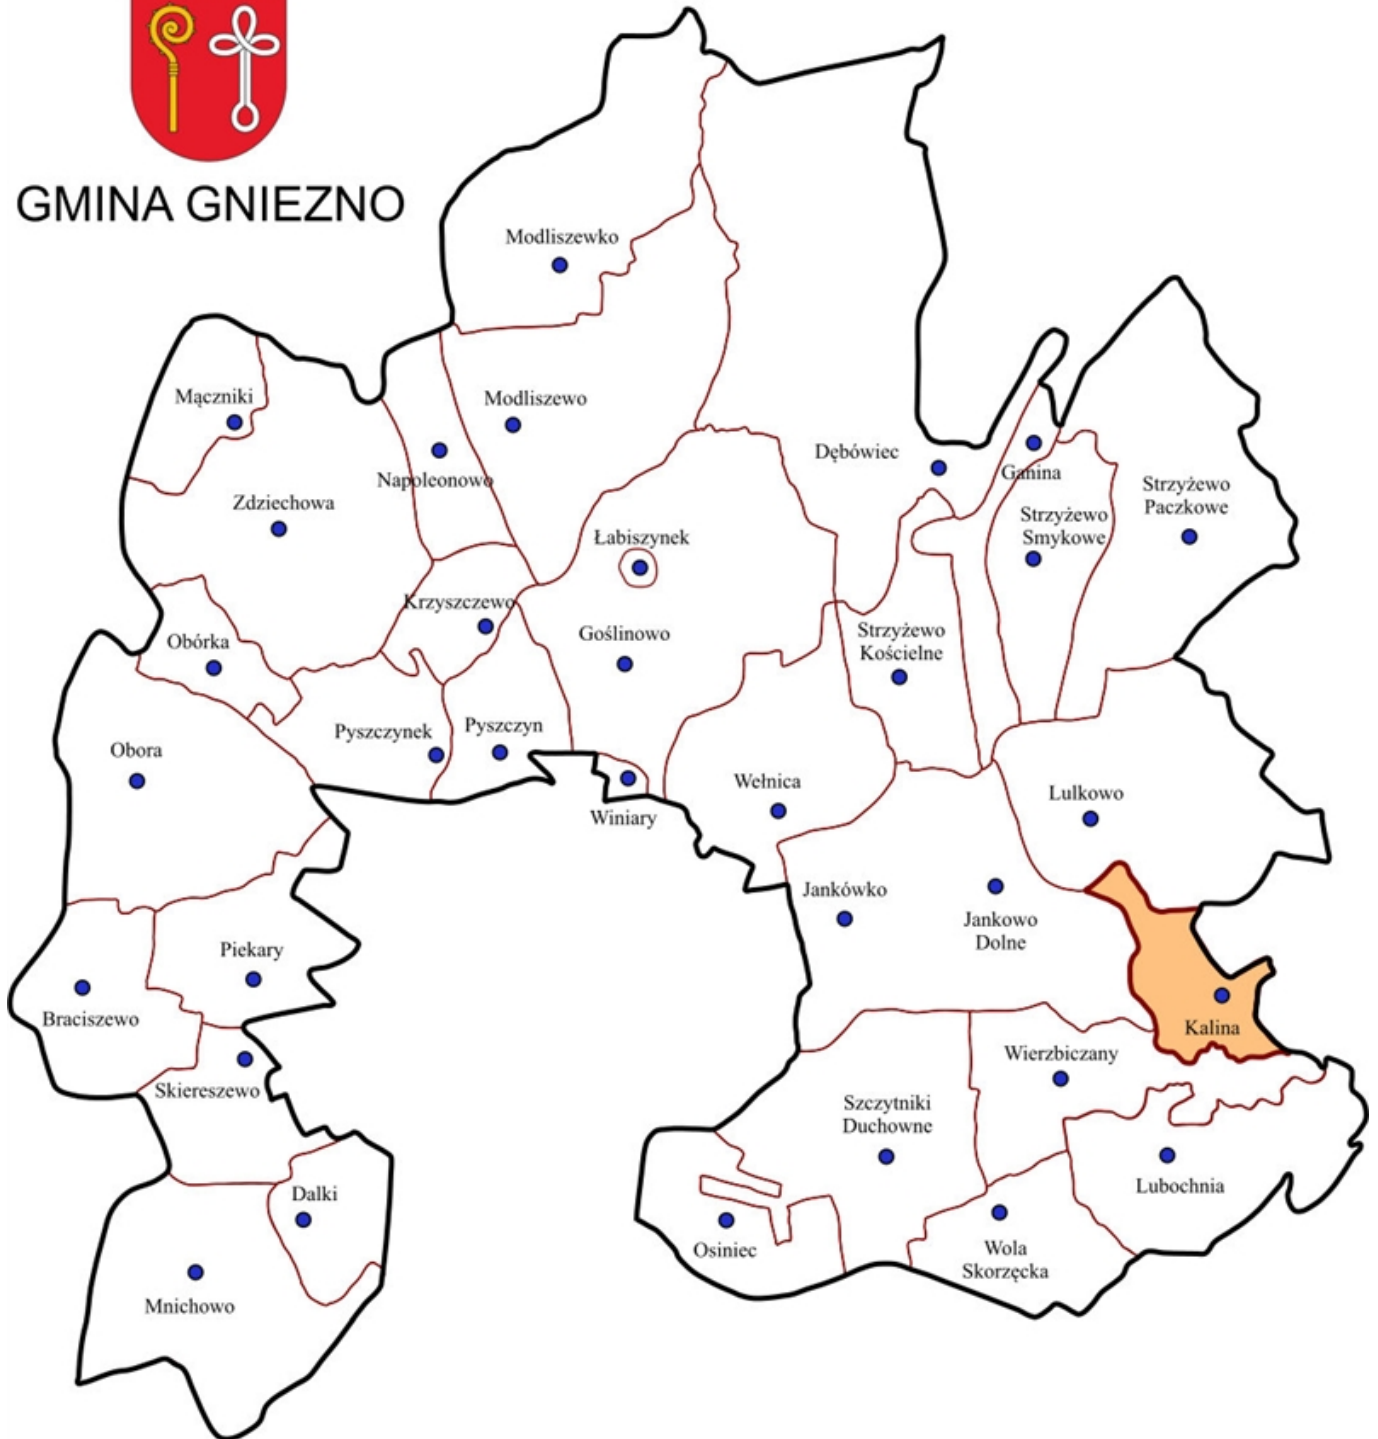 GMINA GNIEZNO
Modliszewko
Mączniki
Modliszewo
Dębówiec
Napoleonowo
Ganina
Zdziechowa
Strzyżewo
Paczkowe
Strzyżewo
Smykowe
Łabiszynek
Krzyszczewo
Obórka
Goślinowo
Strzyżewo
Kościelne
Pyszczynek
Pyszczyn
Obora
Wełnica
Lulkowo
Winiary
Jankówko
Jankowo
Dolne
Piekary
Braciszewo
Kalina
Wierzbiczany
Skiereszewo
Szczytniki
Duchowne
Dalki
Lubochnia
Osiniec
Wola
Skorzęcka
Mnichowo